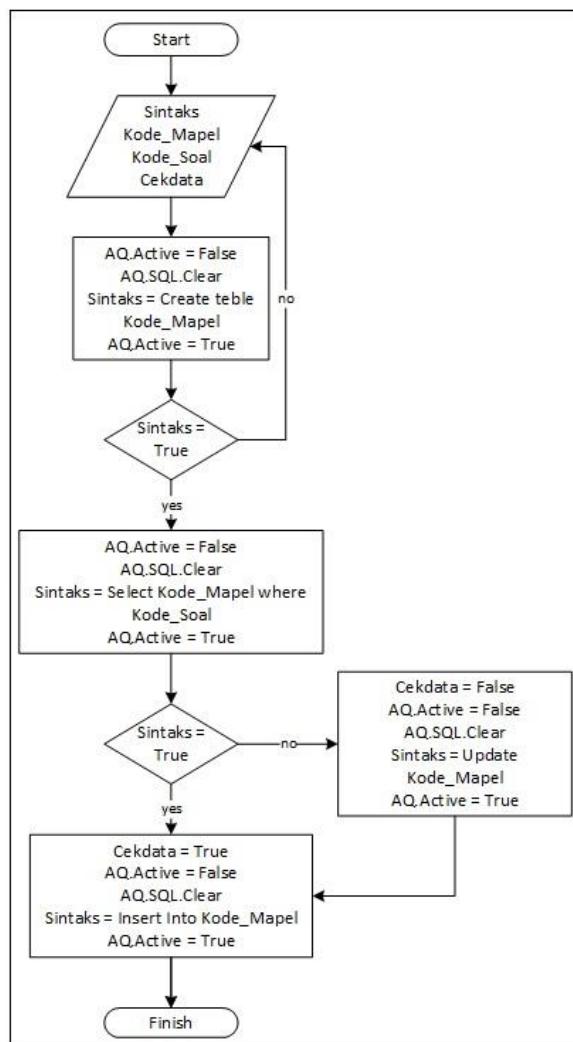 Start
Sintaks
Kode_Mapel
Kode_Soal
Cekdata
AQ.Active = False
AQ.SQL.Clear
Sintaks = Create teble
Kode_Mapel
AQ.Active = True
no
Sintaks =
True
yes
AQ.Active = False
AQ.SQL.Clear
Sintaks = Select Kode_Mapel where
Kode_Soal
AQ.Active = True
Sintaks =
True
no
Cekdata = False
AQ.Active = False
AQ.SQL.Clear
Sintaks = Update
Kode_Mapel
AQ.Active = True
yes
Cekdata = True
AQ.Active = False
AQ.SQL.Clear
Sintaks = Insert Into Kode_Mapel
AQ.Active = True
Finish